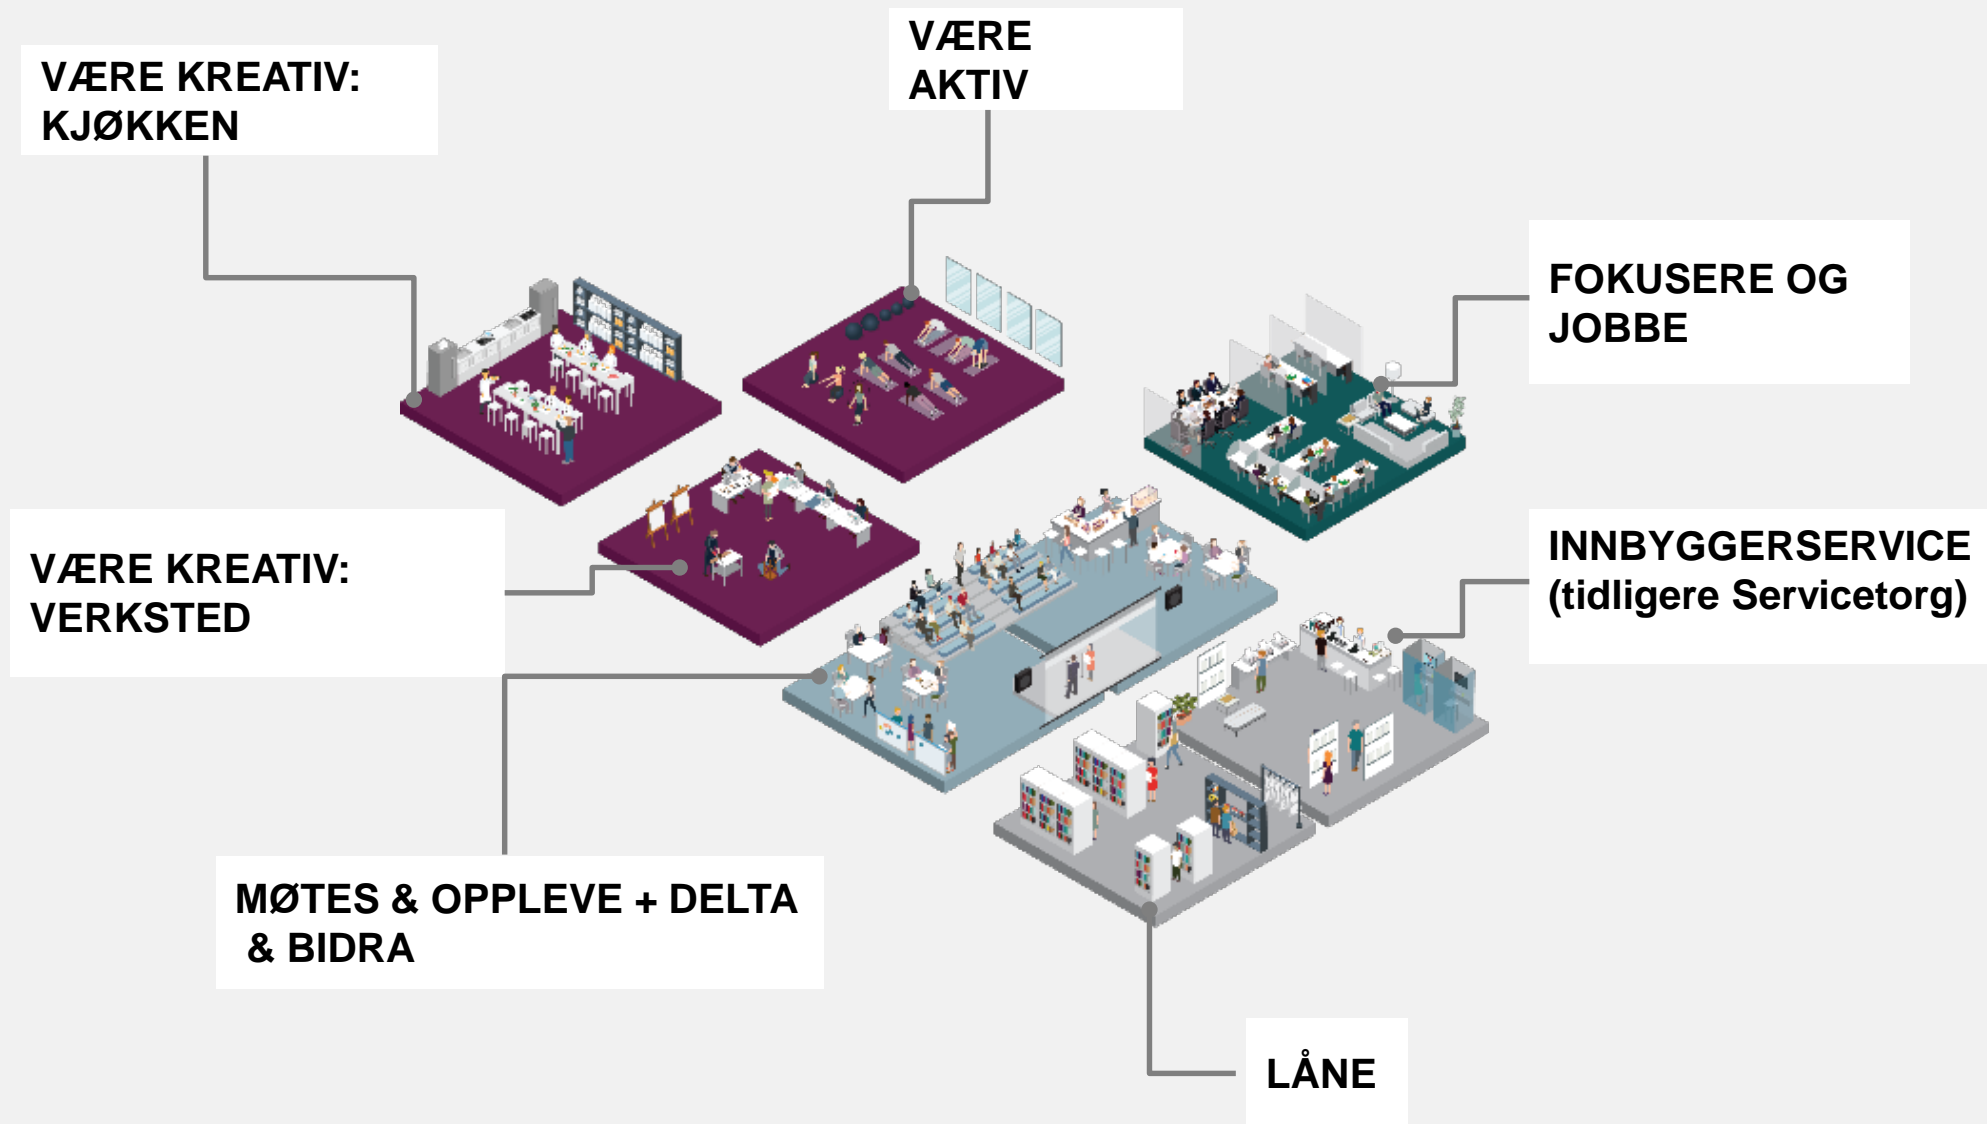 VÆRE KREATIV:
KJØKKEN
VÆRE
AKTIV
FOKUSERE OG
JOBBE
VÆRE KREATIV:
VERKSTED
INNBYGGERSERVICE
(tidligere Servicetorg)
MØTES & OPPLEVE + DELTA
& BIDRA
LÅNE